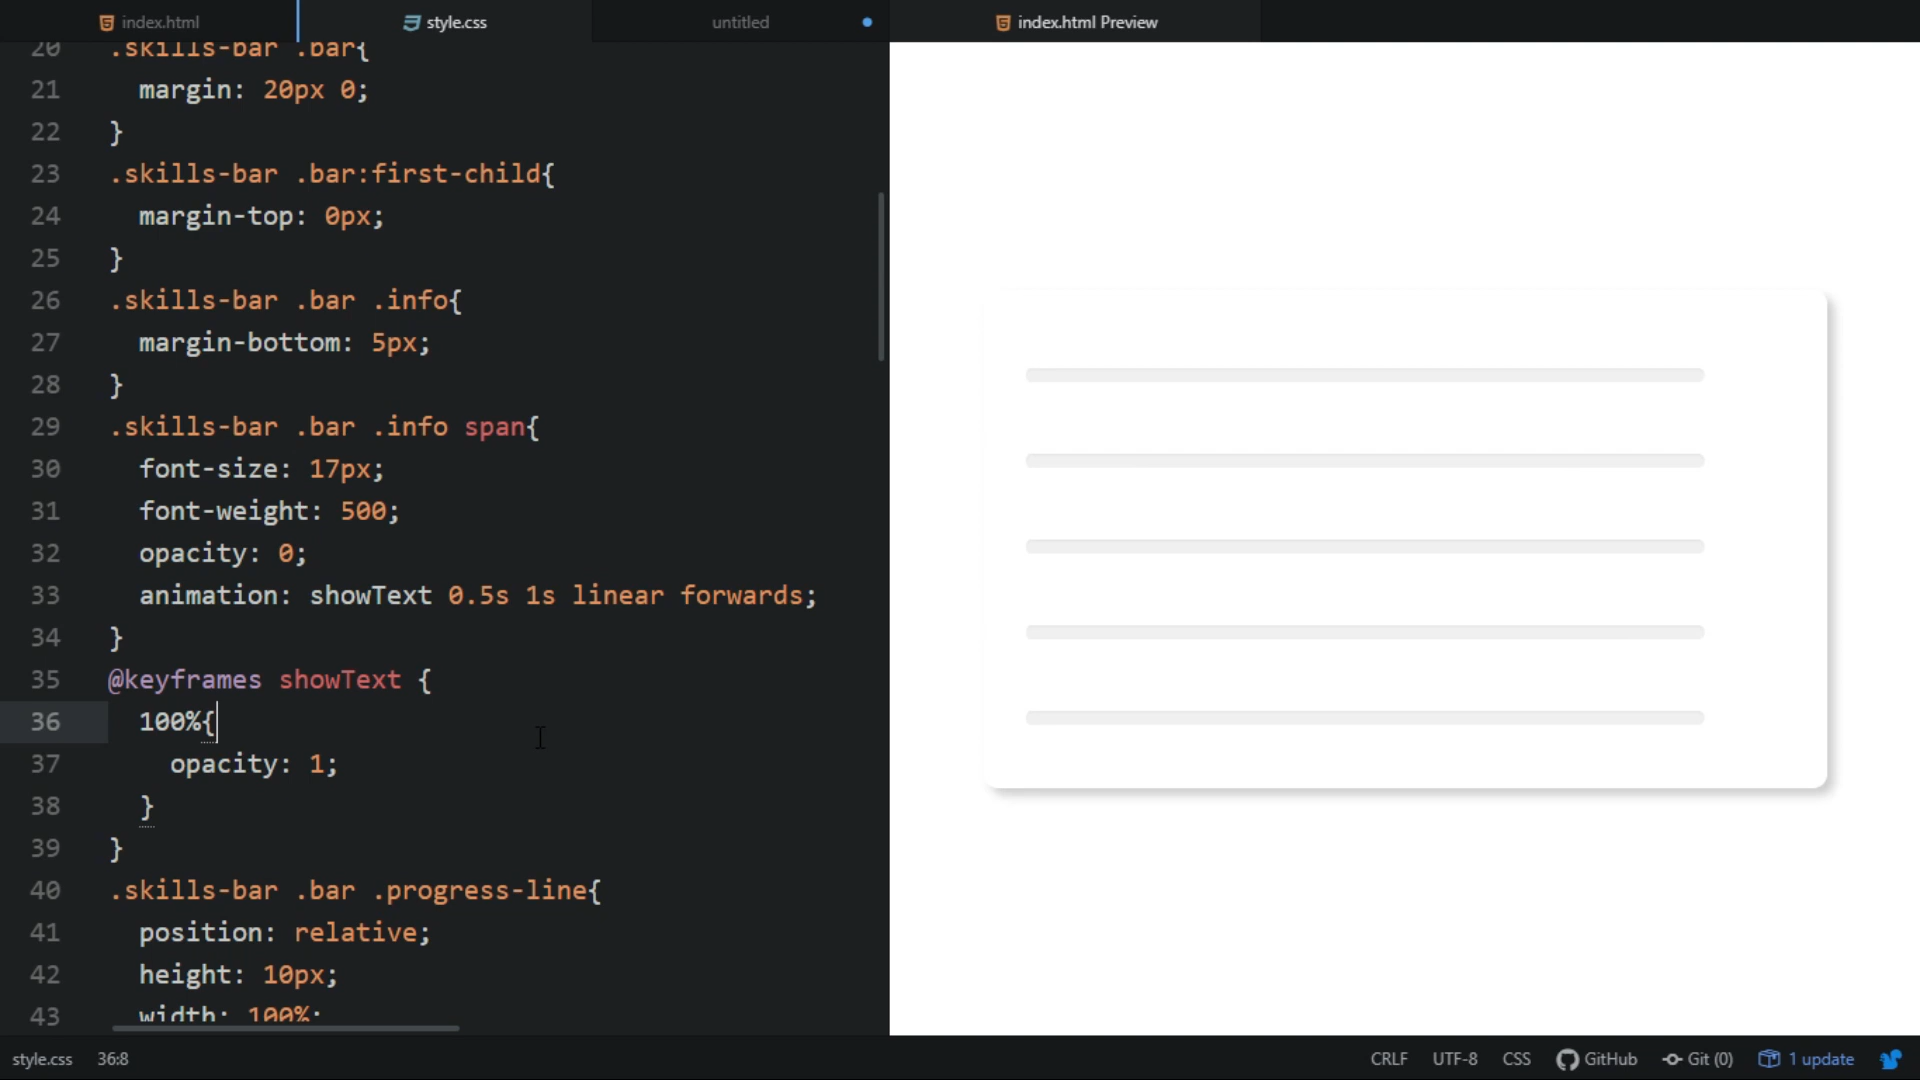 index.html
style.css
untitled
index.html Preview
20 .skills-bar .bar{
21 margin: 20px 0;
22 }
23 .skills-bar .bar:first-child{
24 margin-top: 0px;
25 }
26 .skills-bar .bar .info{
27 margin-bottom: 5px;
28 }
29 .skills-bar .bar .info span{
30 font-size: 17px;
31 font-weight: 500;
32 opacity: 0;
33 animation: showText 0.5s 1s linear forwards;
34 }
35 @keyframes showText {
36 100%{
37 opacity: 1;
38 }
39 }
40 .skills-bar .bar .progress-line{
41 position: relative;
42 height: 10px;
43 width: 100%;
style.css 36:8 CRLF UTF-8 CSS GitHub Git (0) 1 update